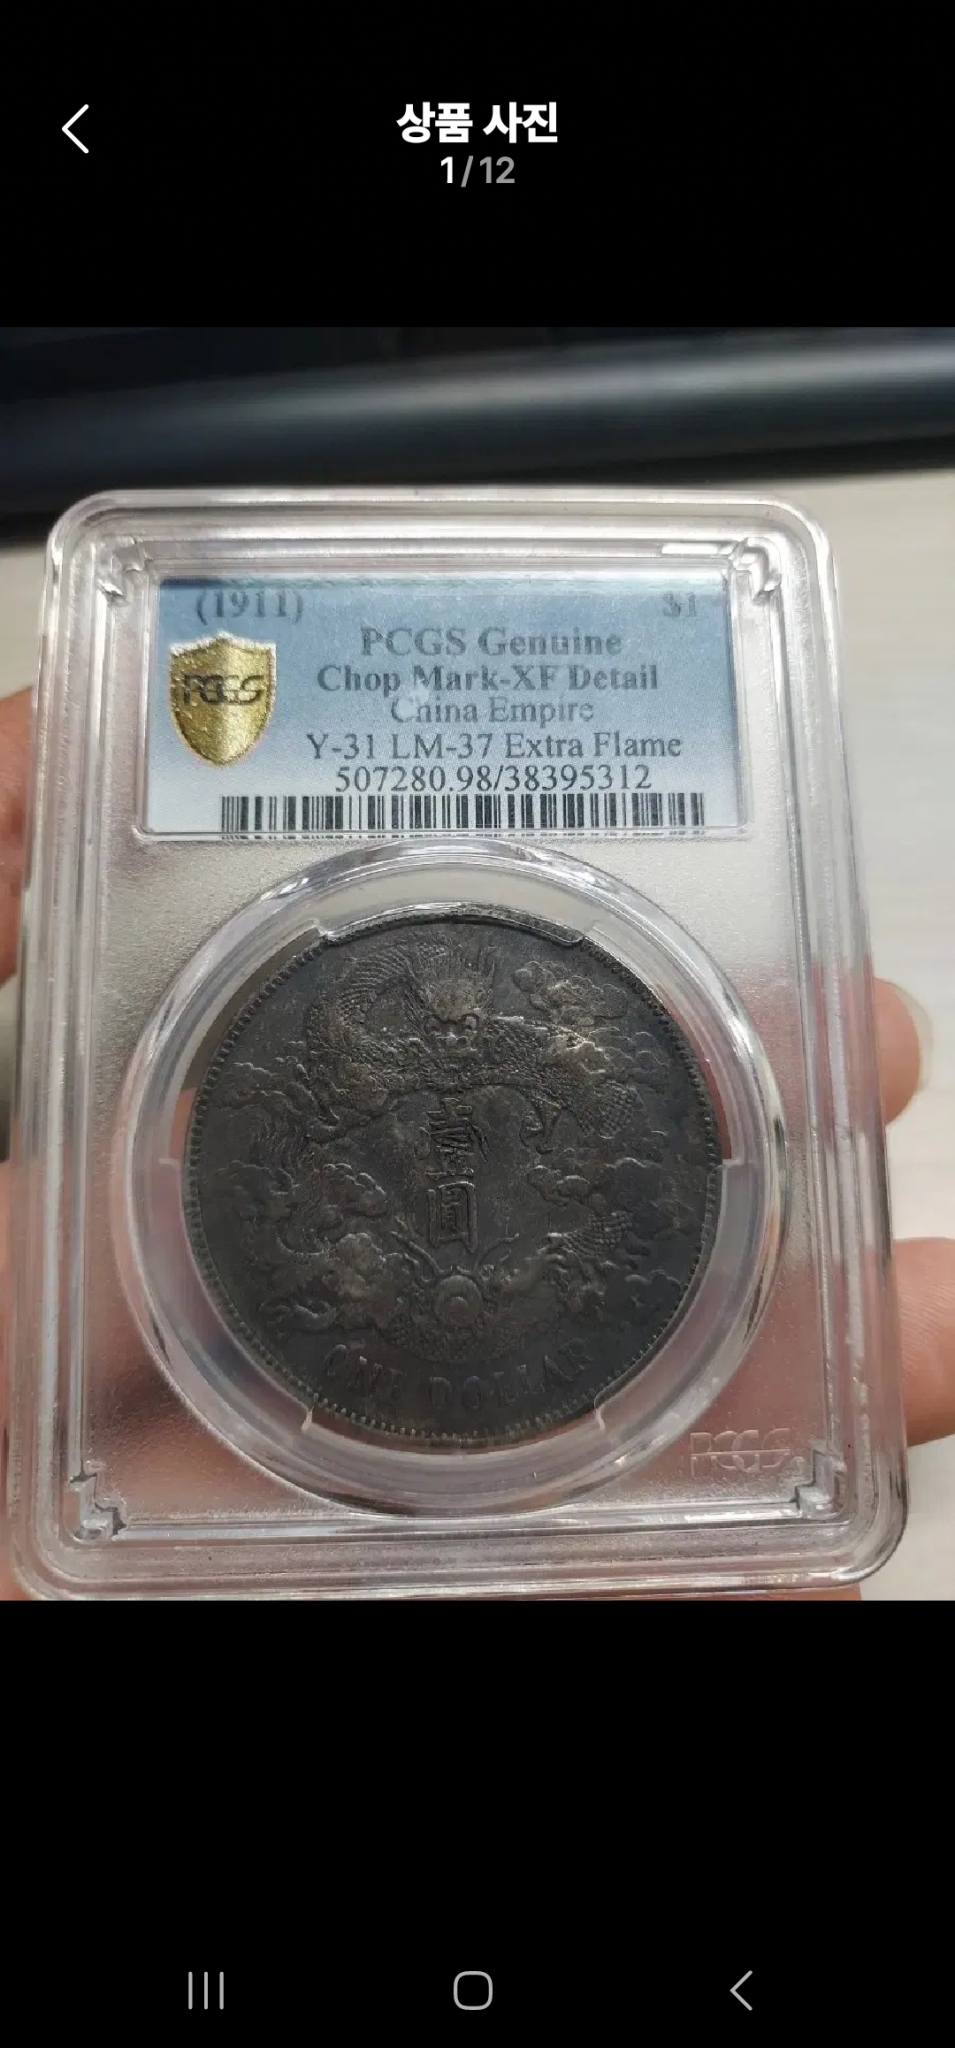 상품 사진
1/12
(1911) $1
PCGS Genuine
PCGS
Chop Mark-XF Detail
China Empire
Y-31 LM-37 Extra Flame
507280.98/38395312
壹圓
ONE DOLLAR
PCGS